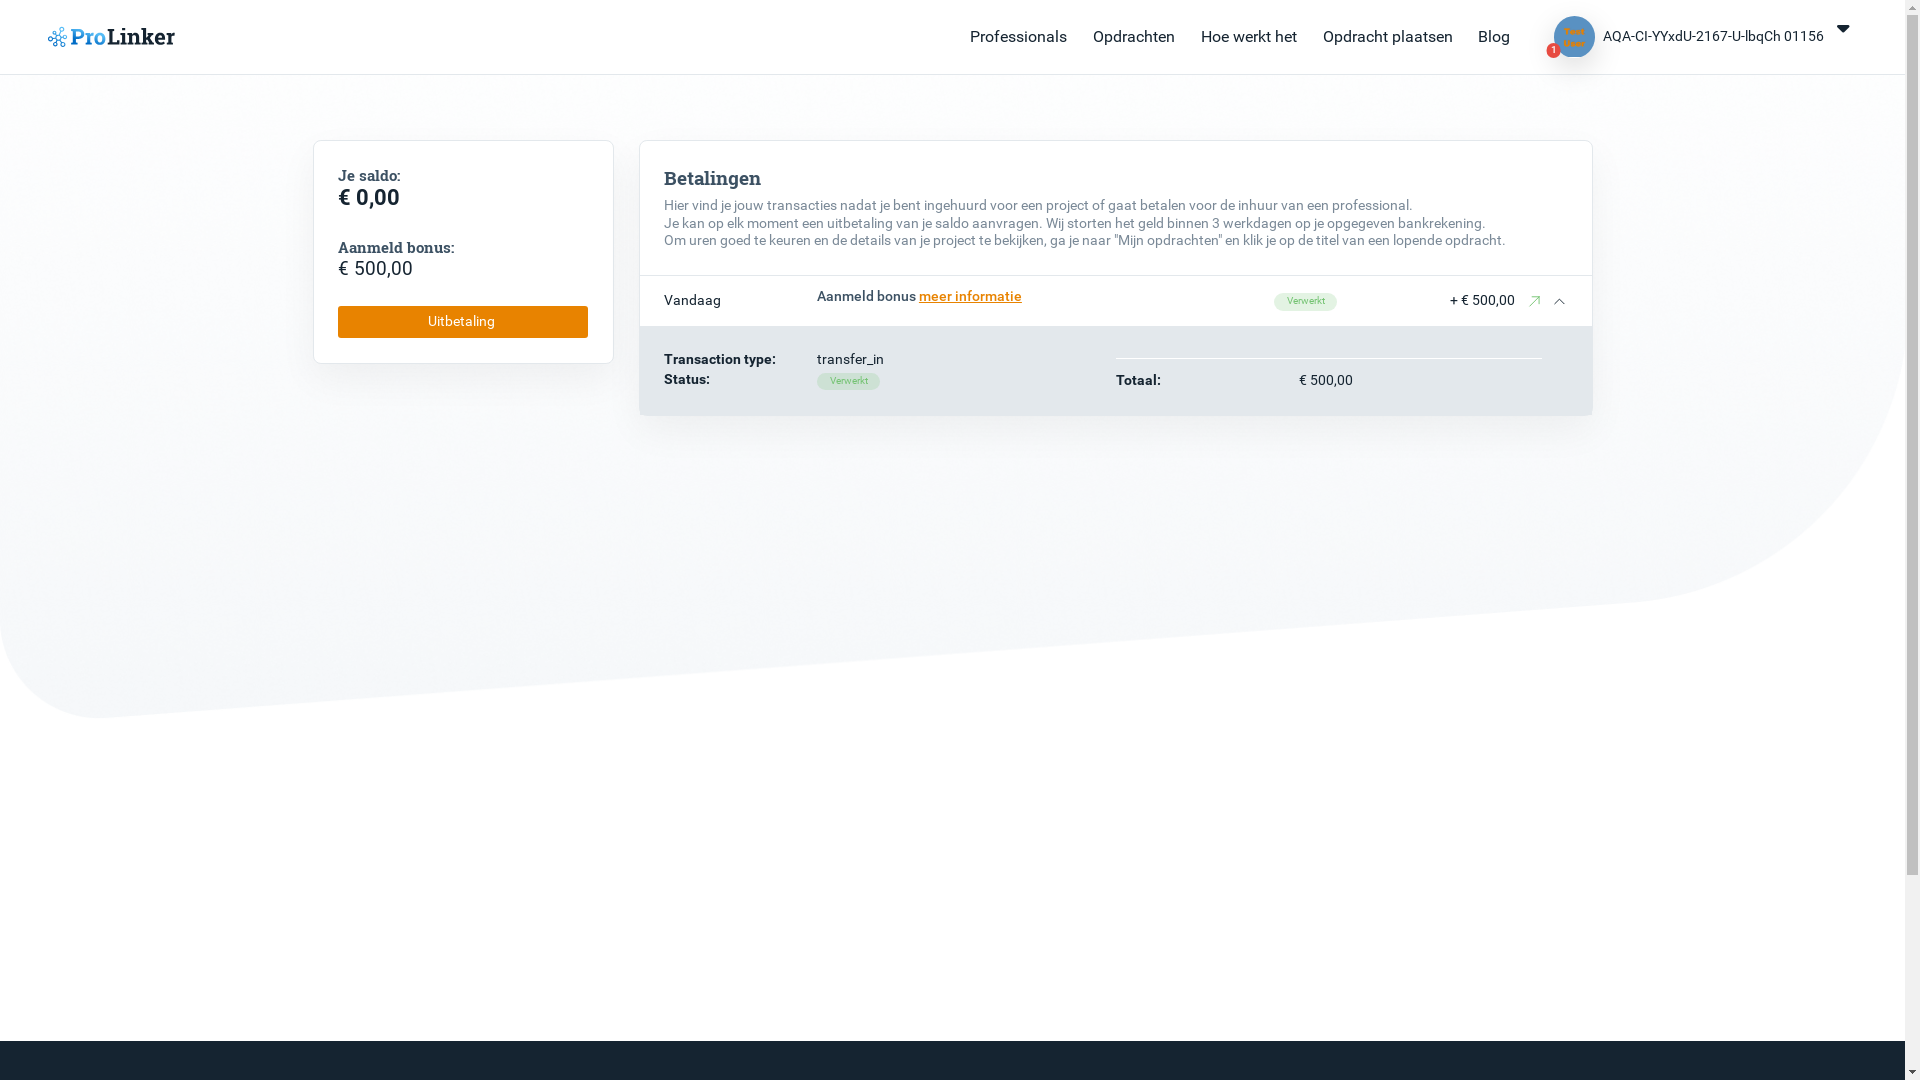 ProLinker
Professionals Opdrachten Hoe werkt het Opdracht plaatsen Blog
1
AQA-CI-YYxdU-2167-U-lbqCh 01156
Je saldo:
€ 0,00
Aanmeld bonus:
€ 500,00
Uitbetaling
Betalingen
Hier vind je jouw transacties nadat je bent ingehuurd voor een project of gaat betalen voor de inhuur van een professional.
Je kan op elk moment een uitbetaling van je saldo aanvragen. Wij storten het geld binnen 3 werkdagen op je opgegeven bankrekening.
Om uren goed te keuren en de details van je project te bekijken, ga je naar "Mijn opdrachten" en klik je op de titel van een lopende opdracht.
Vandaag Aanmeld bonus meer informatie Verwerkt + € 500,00
Transaction type: transfer_in
Status: Verwerkt
Totaal: € 500,00